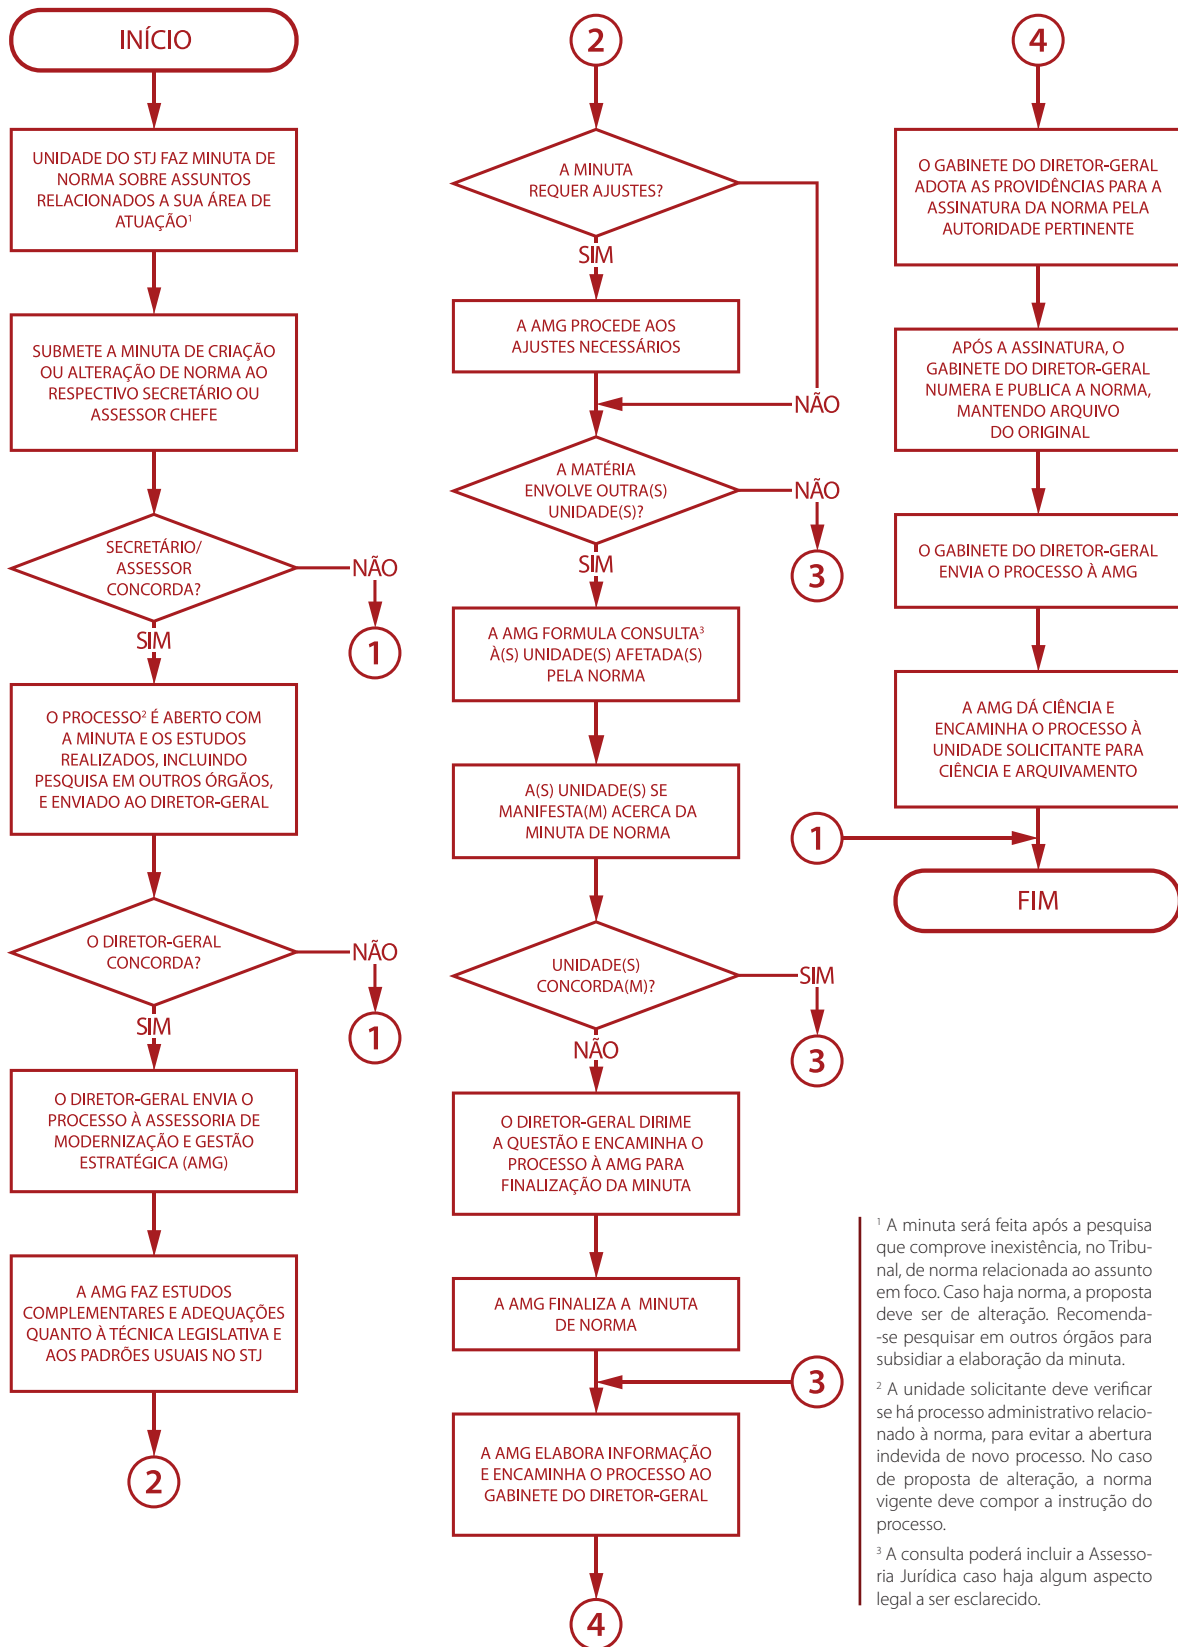 INÍCIO
UNIDADE DO STJ FAZ MINUTA DE
NORMA SOBRE ASSUNTOS
RELACIONADOS A SUA ÁREA DE
ATUAÇÃO¹
SUBMETE A MINUTA DE CRIAÇÃO
OU ALTERAÇÃO DE NORMA AO
RESPECTIVO SECRETÁRIO OU
ASSESSOR CHEFE
SECRETÁRIO/
ASSESSOR
CONCORDA?
NÃO
1
SIM
O PROCESSO² É ABERTO COM
A MINUTA E OS ESTUDOS
REALIZADOS, INCLUINDO
PESQUISA EM OUTROS ÓRGÃOS,
E ENVIADO AO DIRETOR-GERAL
O DIRETOR-GERAL
CONCORDA?
NÃO
1
SIM
O DIRETOR-GERAL ENVIA O
PROCESSO À ASSESSORIA DE
MODERNIZAÇÃO E GESTÃO
ESTRATÉGICA (AMG)
A AMG FAZ ESTUDOS
COMPLEMENTARES E ADEQUAÇÕES
QUANTO À TÉCNICA LEGISLATIVA E
AOS PADRÕES USUAIS NO STJ
2
2
A MINUTA
REQUER AJUSTES?
SIM
A AMG PROCEDE AOS
AJUSTES NECESSÁRIOS
NÃO
A MATÉRIA
ENVOLVE OUTRA(S)
UNIDADE(S)?
NÃO
3
SIM
A AMG FORMULA CONSULTA³
À(S) UNIDADE(S) AFETADA(S)
PELA NORMA
A(S) UNIDADE(S) SE
MANIFESTA(M) ACERCA DA
MINUTA DE NORMA
UNIDADE(S)
CONCORDA(M)?
SIM
3
NÃO
O DIRETOR-GERAL DIRIME
A QUESTÃO E ENCAMINHA O
PROCESSO À AMG PARA
FINALIZAÇÃO DA MINUTA
A AMG FINALIZA A MINUTA
DE NORMA
3
A AMG ELABORA INFORMAÇÃO
E ENCAMINHA O PROCESSO AO
GABINETE DO DIRETOR-GERAL
4
4
O GABINETE DO DIRETOR-GERAL
ADOTA AS PROVIDÊNCIAS PARA A
ASSINATURA DA NORMA PELA
AUTORIDADE PERTINENTE
APÓS A ASSINATURA, O
GABINETE DO DIRETOR-GERAL
NUMERA E PUBLICA A NORMA,
MANTENDO ARQUIVO
DO ORIGINAL
O GABINETE DO DIRETOR-GERAL
ENVIA O PROCESSO À AMG
A AMG DÁ CIÊNCIA E
ENCAMINHA O PROCESSO À
UNIDADE SOLICITANTE PARA
CIÊNCIA E ARQUIVAMENTO
1
FIM
¹ A minuta será feita após a pesquisa
que comprove inexistência, no Tribu-
nal, de norma relacionada ao assunto
em foco. Caso haja norma, a proposta
deve ser de alteração. Recomenda-
-se pesquisar em outros órgãos para
subsidiar a elaboração da minuta.
² A unidade solicitante deve verificar
se há processo administrativo relacio-
nado à norma, para evitar a abertura
indevida de novo processo. No caso
de proposta de alteração, a norma
vigente deve compor a instrução do
processo.
³ A consulta poderá incluir a Assesso-
ria Jurídica caso haja algum aspecto
legal a ser esclarecido.